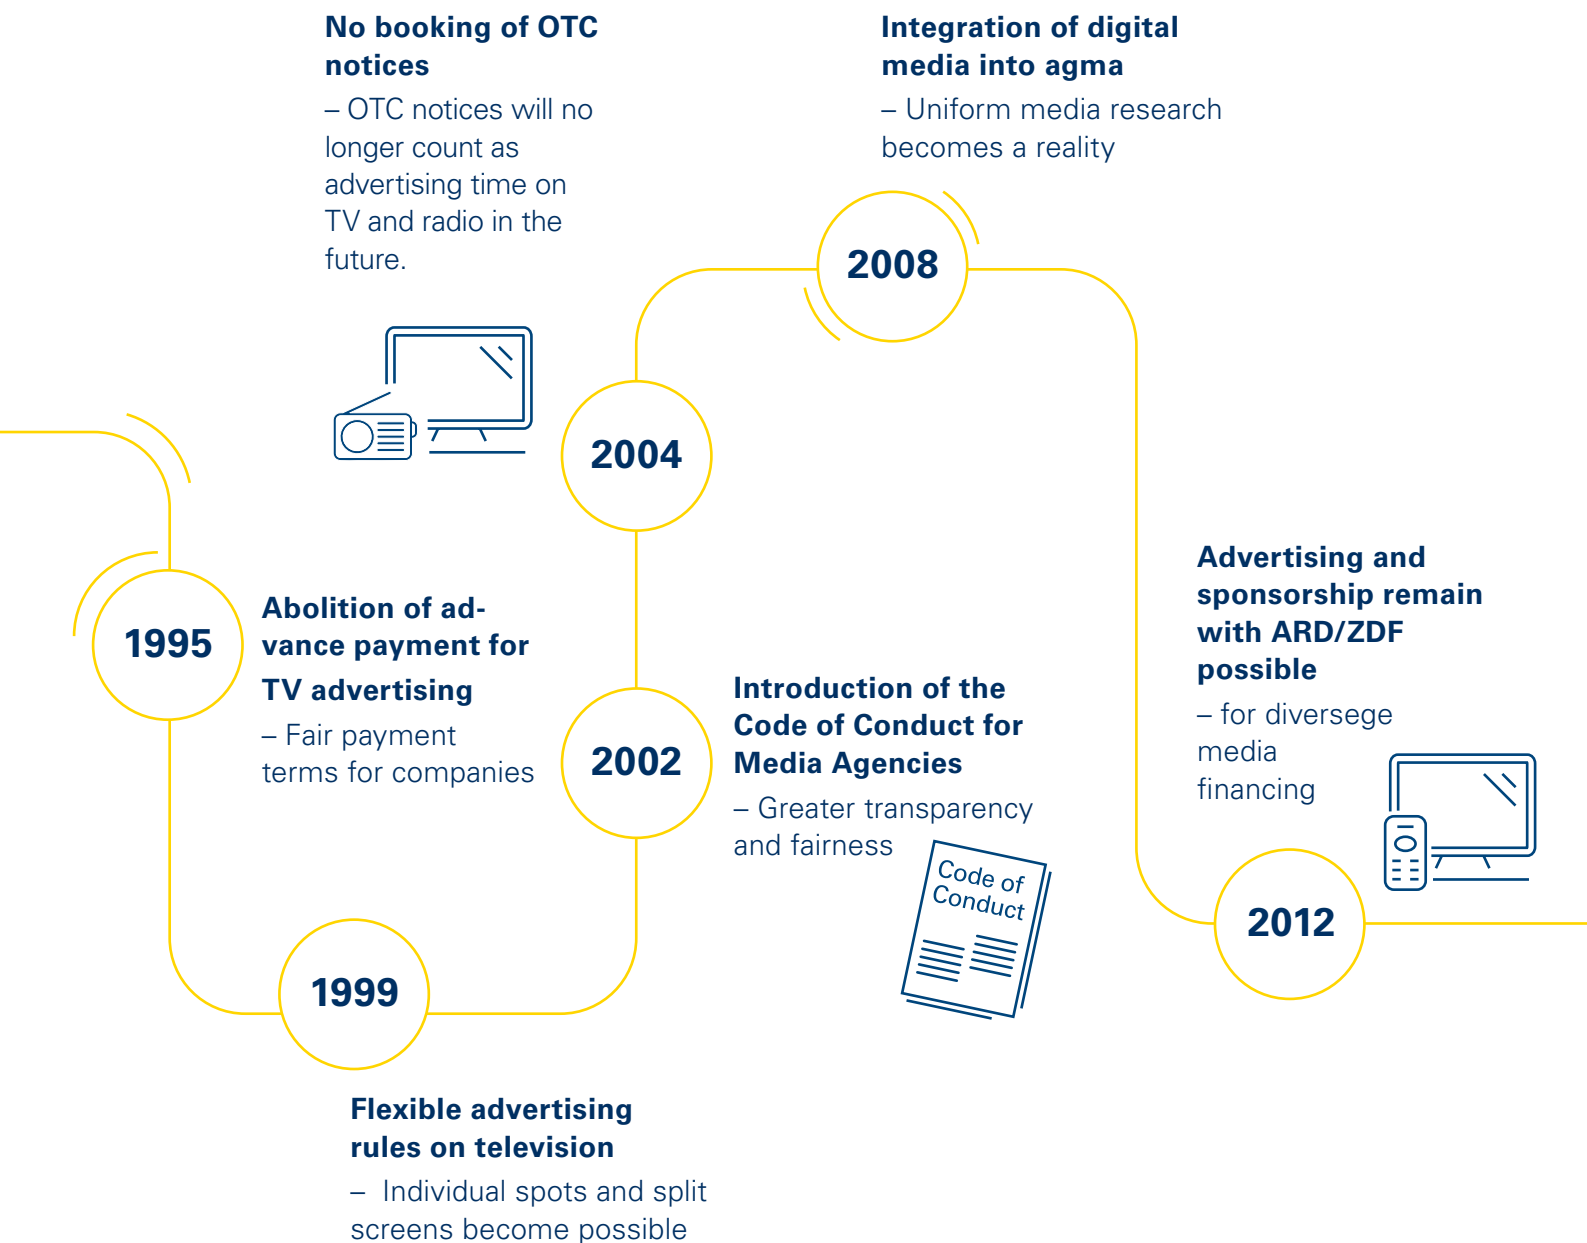 1995
Abolition of ad-
vance payment for
TV advertising
– Fair payment
terms for companies
1999
Flexible advertising
rules on television
– Individual spots and split
screens become possible
2002
Introduction of the
Code of Conduct for
Media Agencies
– Greater transparency
and fairness
Code of
Conduct
2004
No booking of OTC
notices
– OTC notices will no
longer count as
advertising time on
TV and radio in the
future.
2008
Integration of digital
media into agma
– Uniform media research
becomes a reality
2012
Advertising and
sponsorship remain
with ARD/ZDF
possible
– for diversege
media
financing